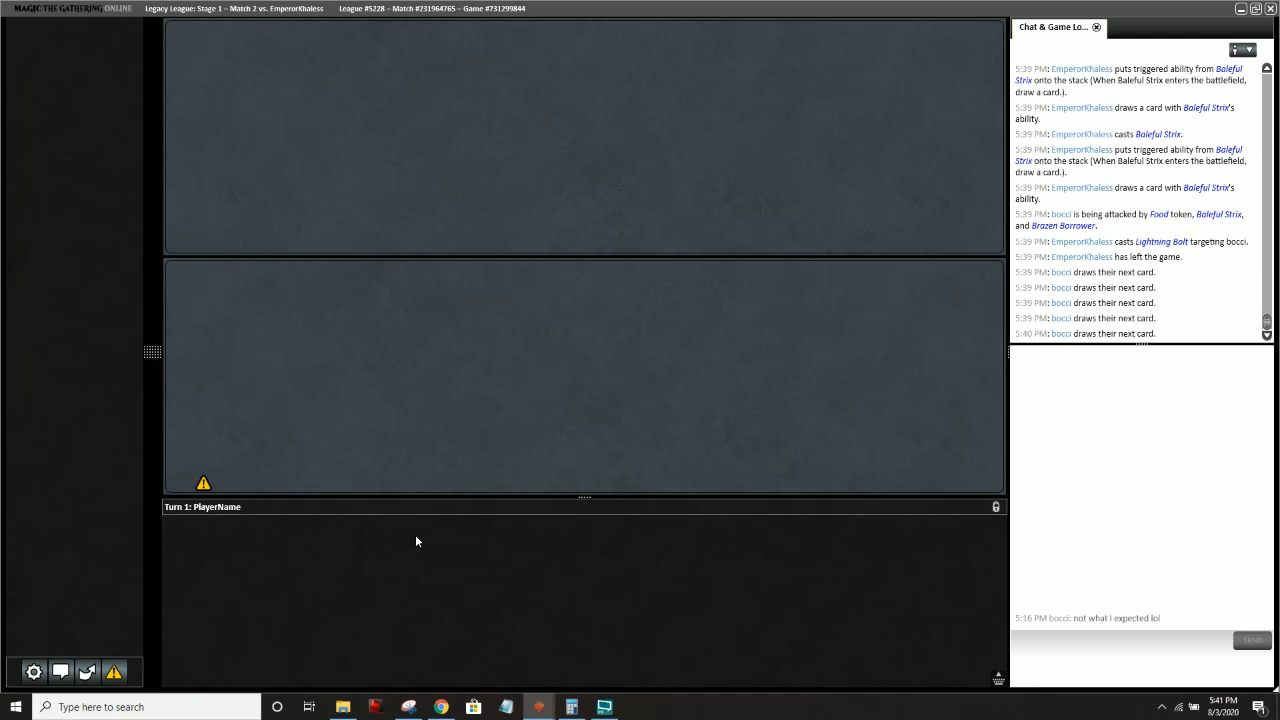 MAGIC THE GATHERING ONLINE Legacy League: Stage 1 – Match 2 vs. EmperorKhaless League #5228 – Match #231964765 – Game #731299844
Chat & Game Lo...
5:39 PM: EmperorKhaless puts triggered ability from Baleful
Strix onto the stack (When Baleful Strix enters the battlefield,
draw a card.).
5:39 PM: EmperorKhaless draws a card with Baleful Strix's
ability.
5:39 PM: EmperorKhaless casts Baleful Strix.
5:39 PM: EmperorKhaless puts triggered ability from Baleful
Strix onto the stack (When Baleful Strix enters the battlefield,
draw a card.).
5:39 PM: EmperorKhaless draws a card with Baleful Strix's
ability.
5:39 PM: bocci is being attacked by Food token, Baleful Strix,
and Brazen Borrower.
5:39 PM: EmperorKhaless casts Lightning Bolt targeting bocci.
5:39 PM: EmperorKhaless has left the game.
5:39 PM: bocci draws their next card.
5:39 PM: bocci draws their next card.
5:39 PM: bocci draws their next card.
5:39 PM: bocci draws their next card.
5:40 PM: bocci draws their next card.
Turn 1: PlayerName
5:16 PM bocci: not what I expected lol
SEND
Type here to search
5:41 PM
8/3/2020
1